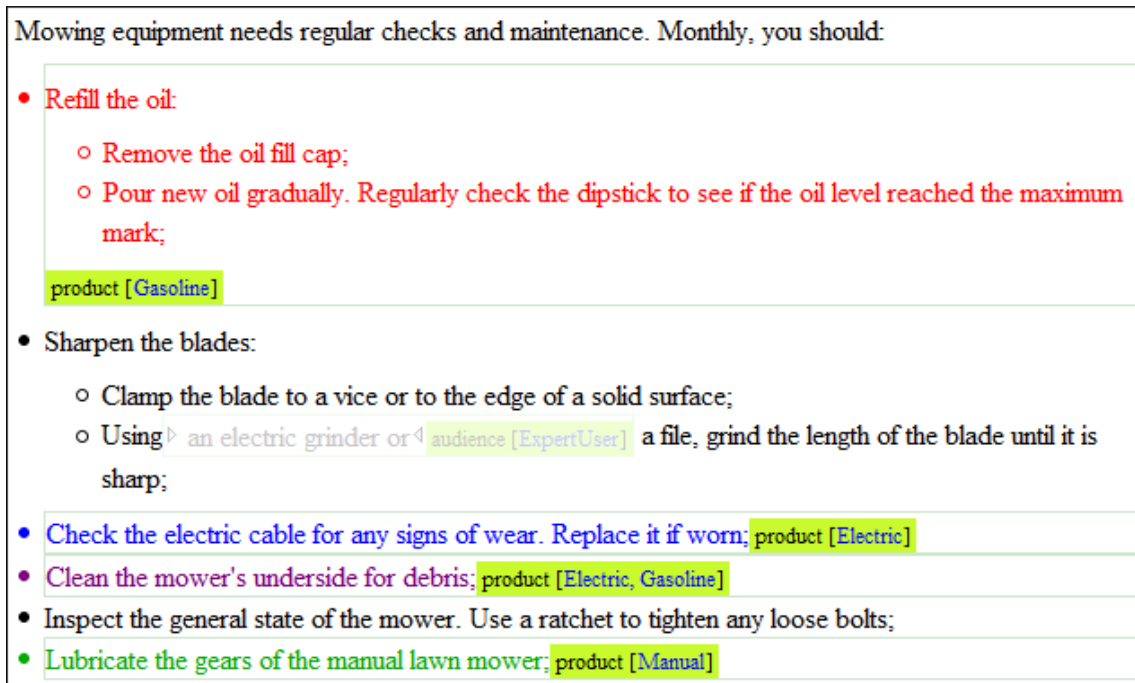 Mowing equipment needs regular checks and maintenance. Monthly, you should:
Refill the oil:
Remove the oil fill cap;
Pour new oil gradually. Regularly check the dipstick to see if the oil level reached the maximum
mark;
product [Gasoline]
Sharpen the blades:
Clamp the blade to a vice or to the edge of a solid surface;
Using an electric grinder or audience [ExpertUser] a file, grind the length of the blade until it is
sharp;
Check the electric cable for any signs of wear. Replace it if worn; product [Electric]
Clean the mower's underside for debris; product [Electric, Gasoline]
Inspect the general state of the mower. Use a ratchet to tighten any loose bolts;
Lubricate the gears of the manual lawn mower; product [Manual]